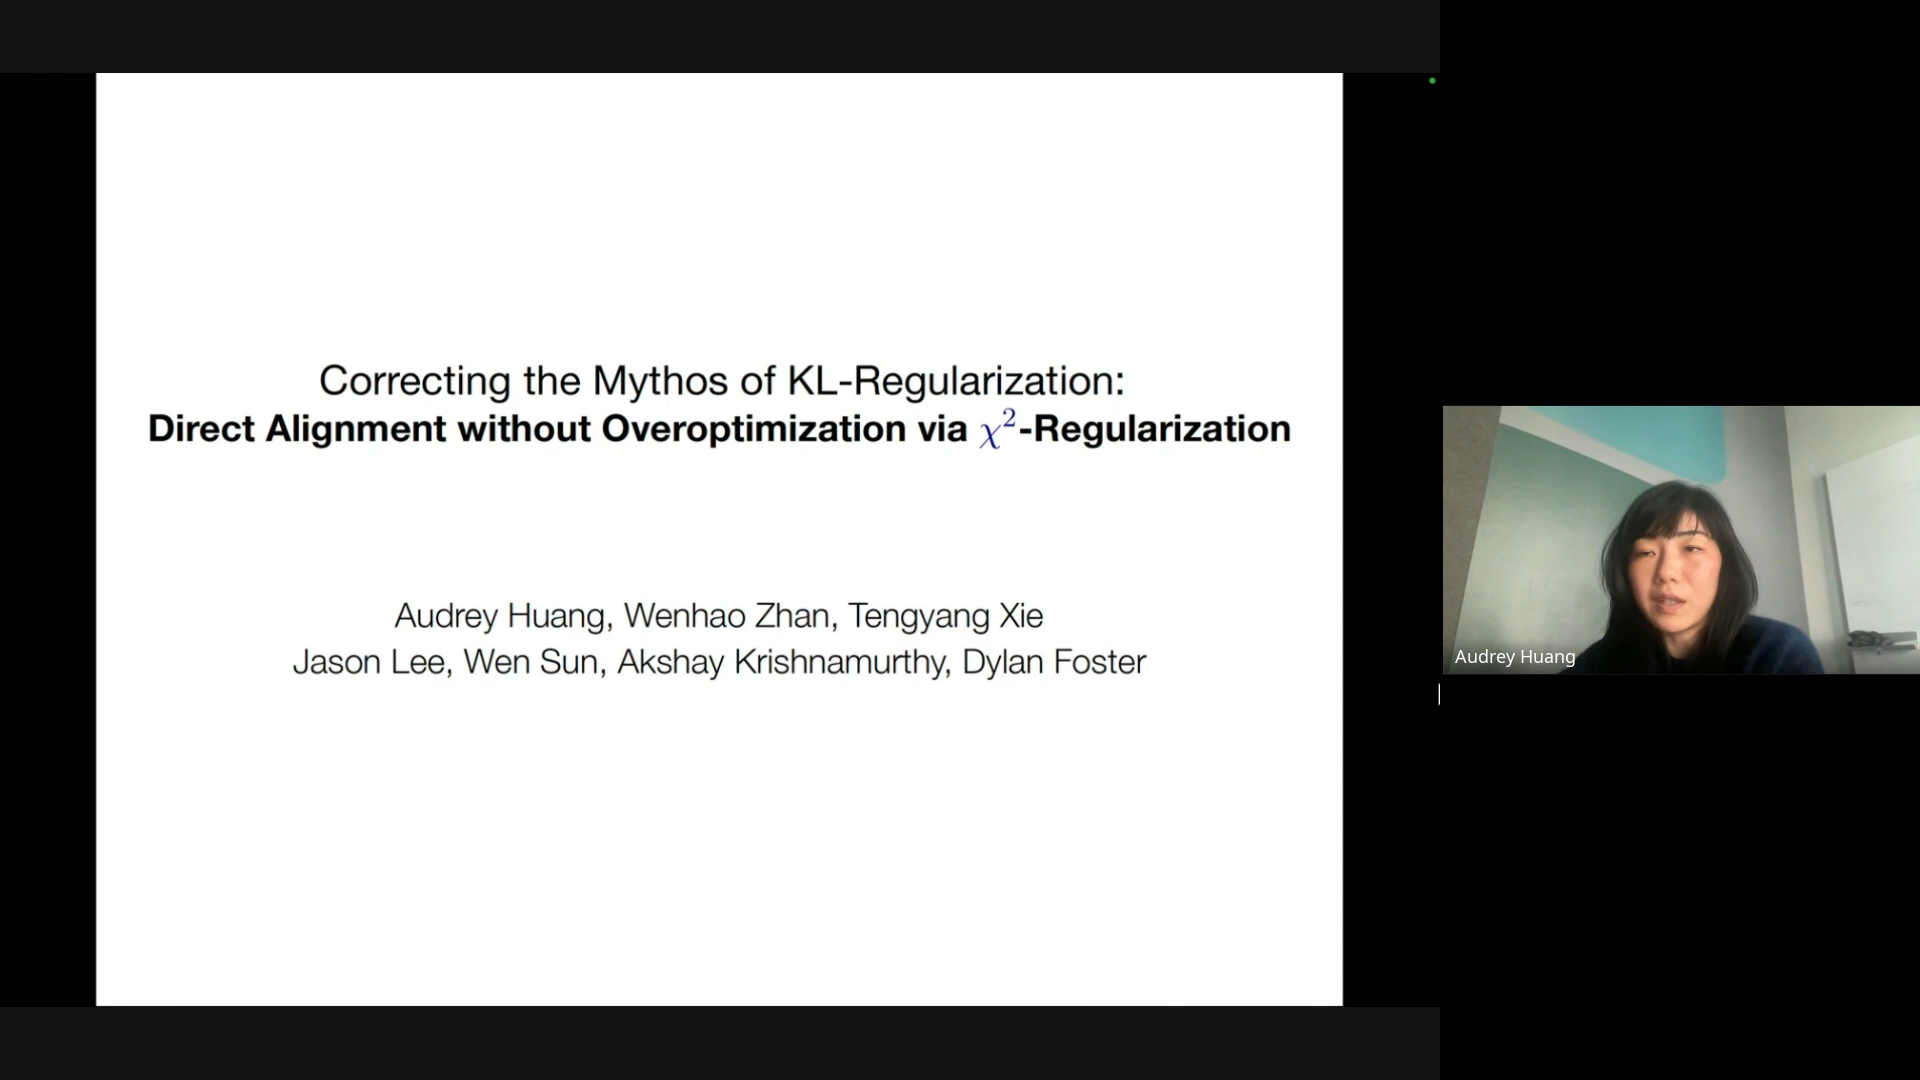 Correcting the Mythos of KL-Regularization:
Direct Alignment without Overoptimization via χ²-Regularization
Audrey Huang, Wenhao Zhan, Tengyang Xie
Jason Lee, Wen Sun, Akshay Krishnamurthy, Dylan Foster
Audrey Huang